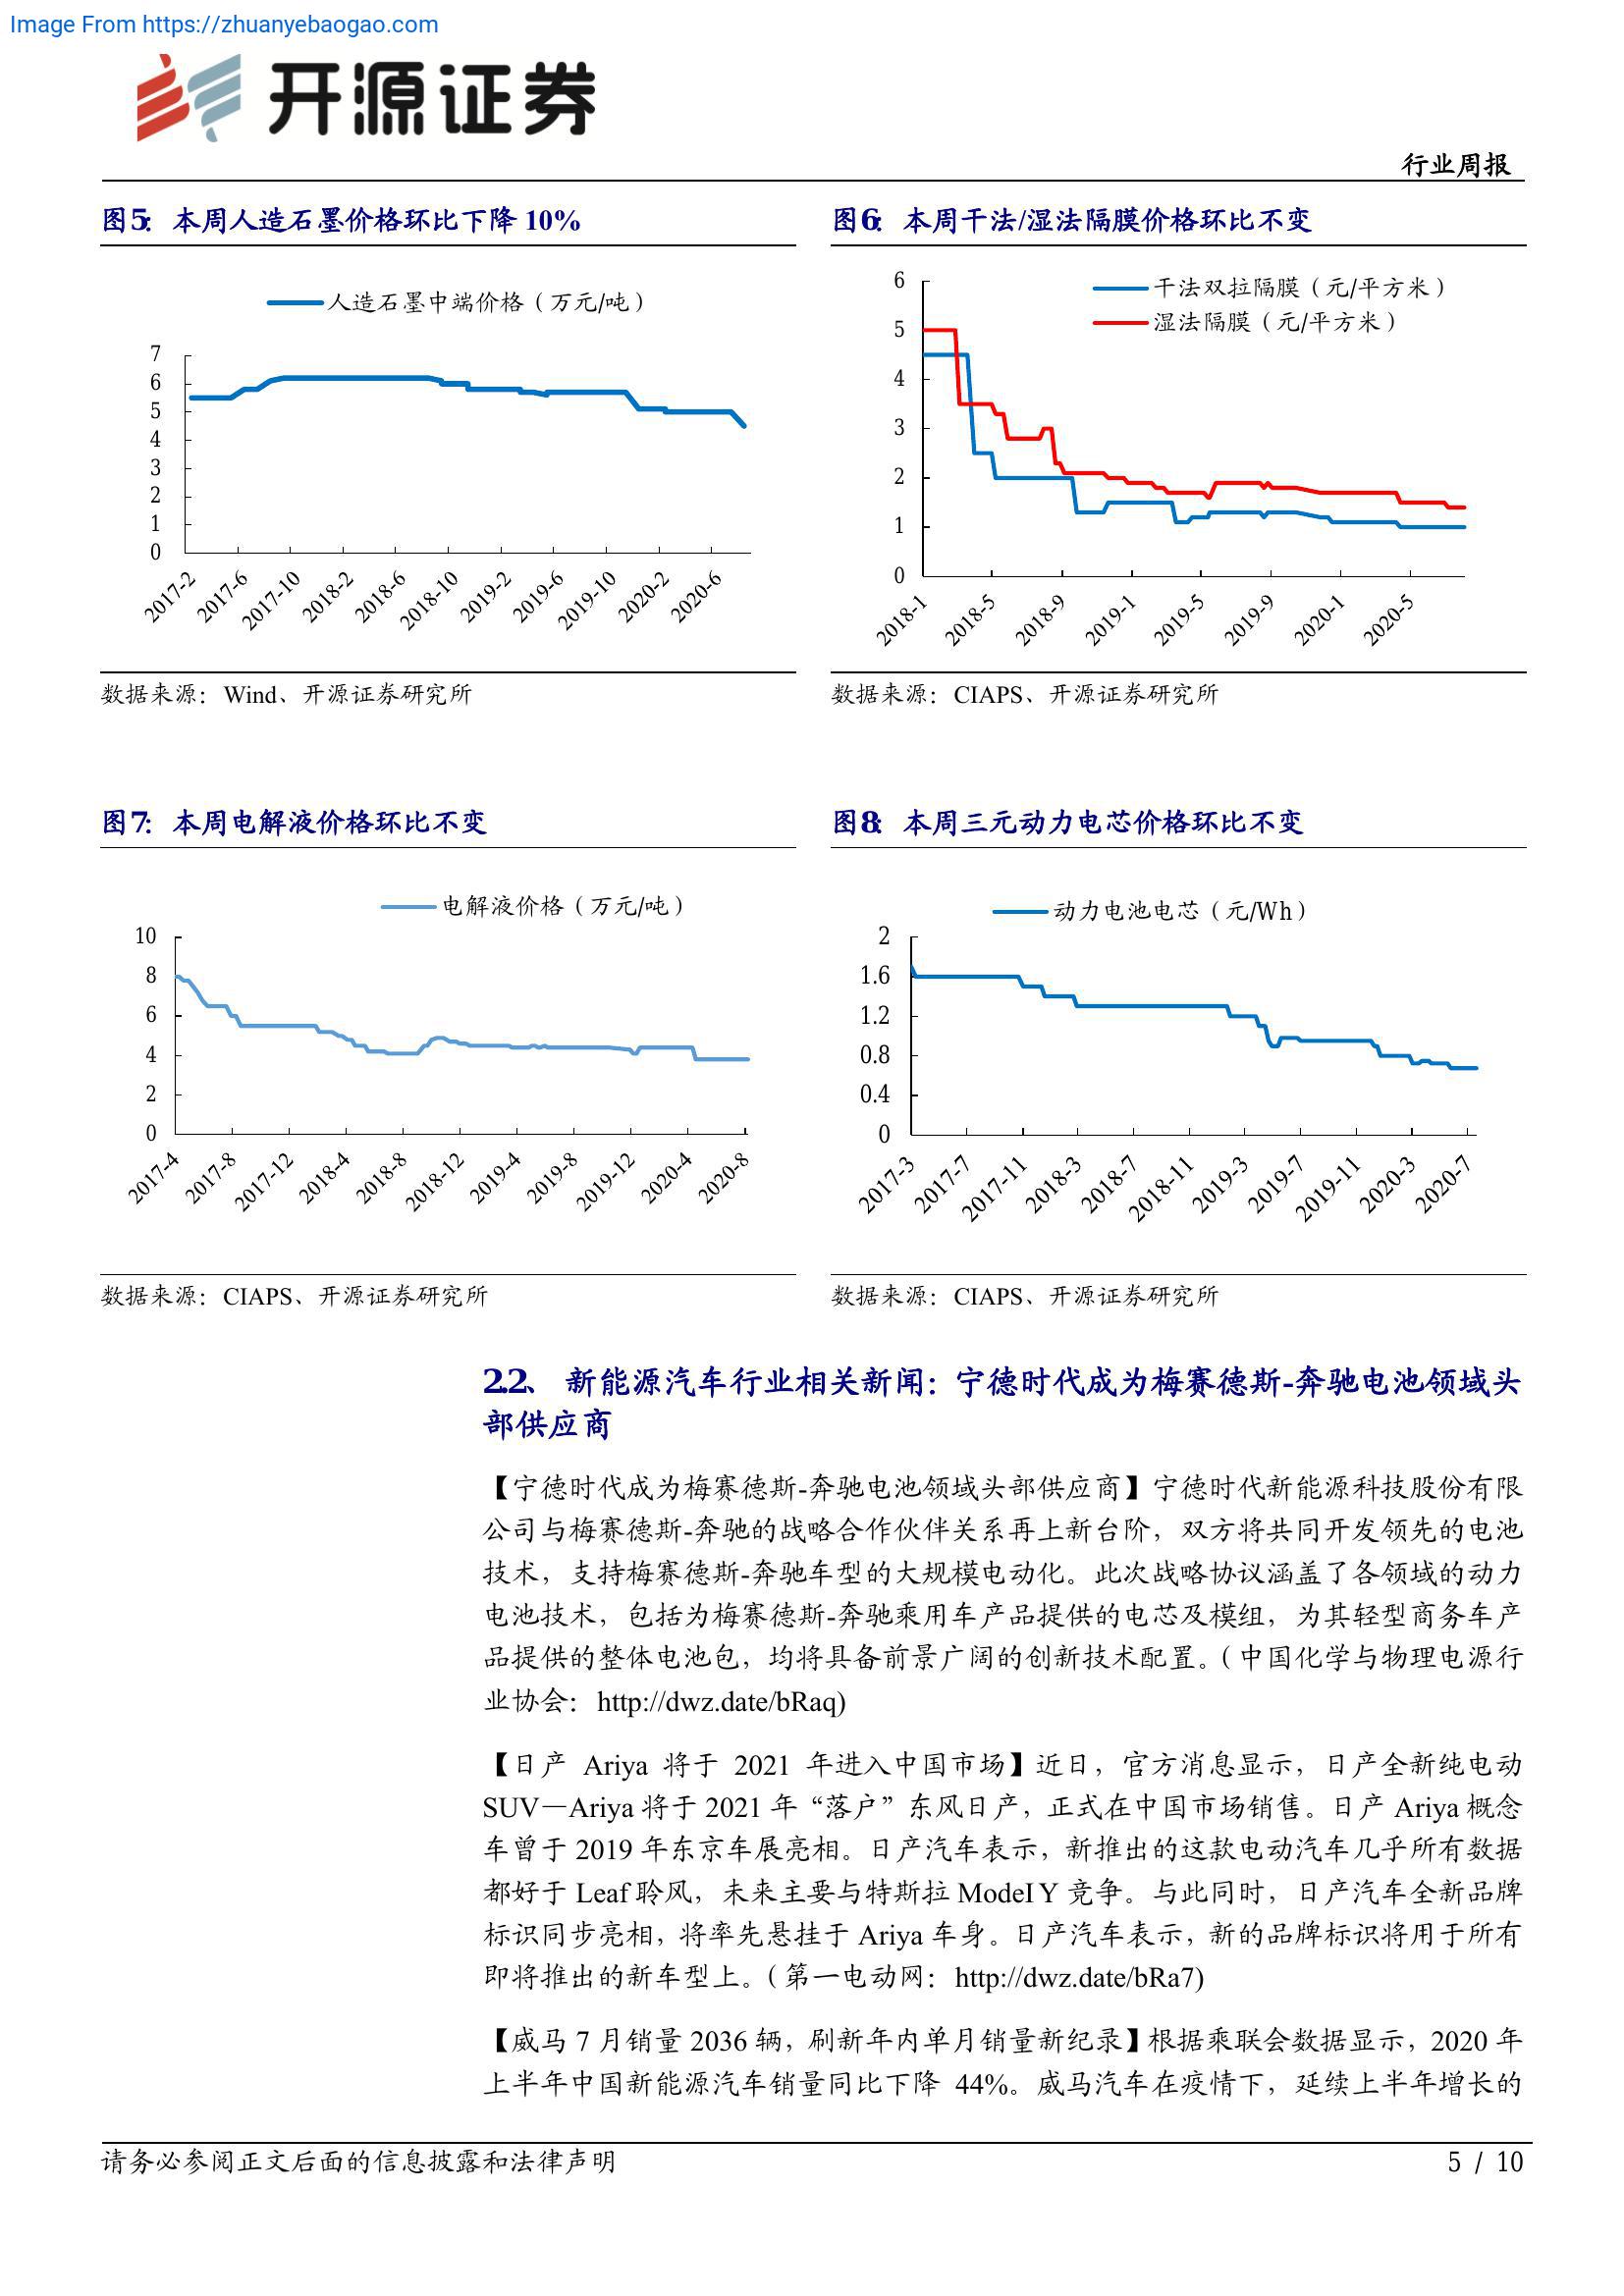 Image From https://zhuanyebaogao.com
开源证券
行业周报
图5： 本周人造石墨价格环比下降 10%
人造石墨中端价格（万元/吨）
7
6
5
4
3
2
1
0
2017-2
2017-6
2017-10
2018-2
2018-6
2018-10
2019-2
2019-6
2019-10
2020-2
2020-6
数据来源：Wind、开源证券研究所
图6： 本周干法/湿法隔膜价格环比不变
干法双拉隔膜（元/平方米）
湿法隔膜（元/平方米）
6
5
4
3
2
1
0
2018-1
2018-5
2018-9
2019-1
2019-5
2019-9
2020-1
2020-5
数据来源：CIAPS、开源证券研究所
图7： 本周电解液价格环比不变
电解液价格（万元/吨）
10
8
6
4
2
0
2017-4
2017-8
2017-12
2018-4
2018-8
2018-12
2019-4
2019-8
2019-12
2020-4
2020-8
数据来源：CIAPS、开源证券研究所
图8： 本周三元动力电芯价格环比不变
动力电池电芯（元/Wh）
2
1.6
1.2
0.8
0.4
0
2017-3
2017-7
2017-11
2018-3
2018-7
2018-11
2019-3
2019-7
2019-11
2020-3
2020-7
数据来源：CIAPS、开源证券研究所
2.2、 新能源汽车行业相关新闻：宁德时代成为梅赛德斯-奔驰电池领域头
部供应商
【宁德时代成为梅赛德斯-奔驰电池领域头部供应商】宁德时代新能源科技股份有限
公司与梅赛德斯-奔驰的战略合作伙伴关系再上新台阶，双方将共同开发领先的电池
技术，支持梅赛德斯-奔驰车型的大规模电动化。此次战略协议涵盖了各领域的动力
电池技术，包括为梅赛德斯-奔驰乘用车产品提供的电芯及模组，为其轻型商务车产
品提供的整体电池包，均将具备前景广阔的创新技术配置。（中国化学与物理电源行
业协会：http://dwz.date/bRaq)
【日产 Ariya 将于 2021 年进入中国市场】近日，官方消息显示，日产全新纯电动
SUV—Ariya 将于 2021 年“落户”东风日产，正式在中国市场销售。日产 Ariya 概念
车曾于 2019 年东京车展亮相。日产汽车表示，新推出的这款电动汽车几乎所有数据
都好于 Leaf 聆风，未来主要与特斯拉 ModeI Y 竞争。与此同时，日产汽车全新品牌
标识同步亮相，将率先悬挂于 Ariya 车身。日产汽车表示，新的品牌标识将用于所有
即将推出的新车型上。（第一电动网：http://dwz.date/bRa7)
【威马 7 月销量 2036 辆，刷新年内单月销量新纪录】根据乘联会数据显示，2020 年
上半年中国新能源汽车销量同比下降 44%。威马汽车在疫情下，延续上半年增长的
请务必参阅正文后面的信息披露和法律声明
5 / 10